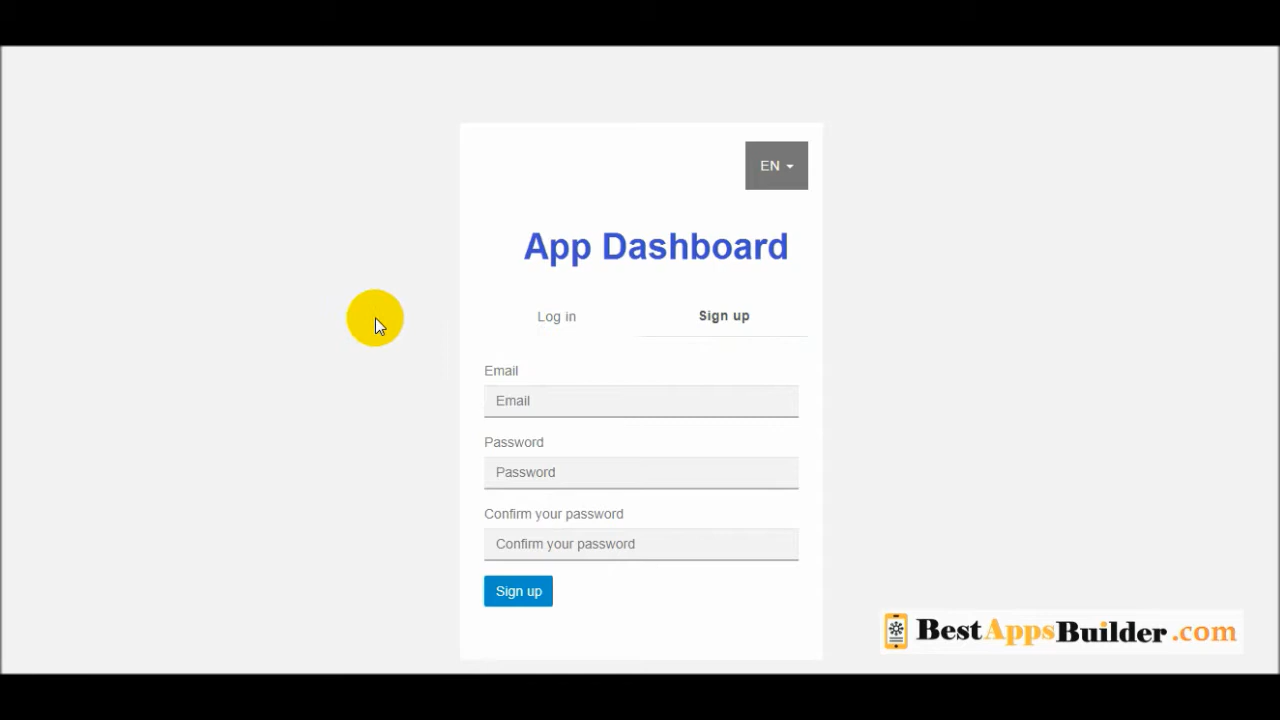 EN
App Dashboard
Log in
Sign up
Email
Email
Password
Password
Confirm your password
Confirm your password
Sign up
BestAppsBuilder.com